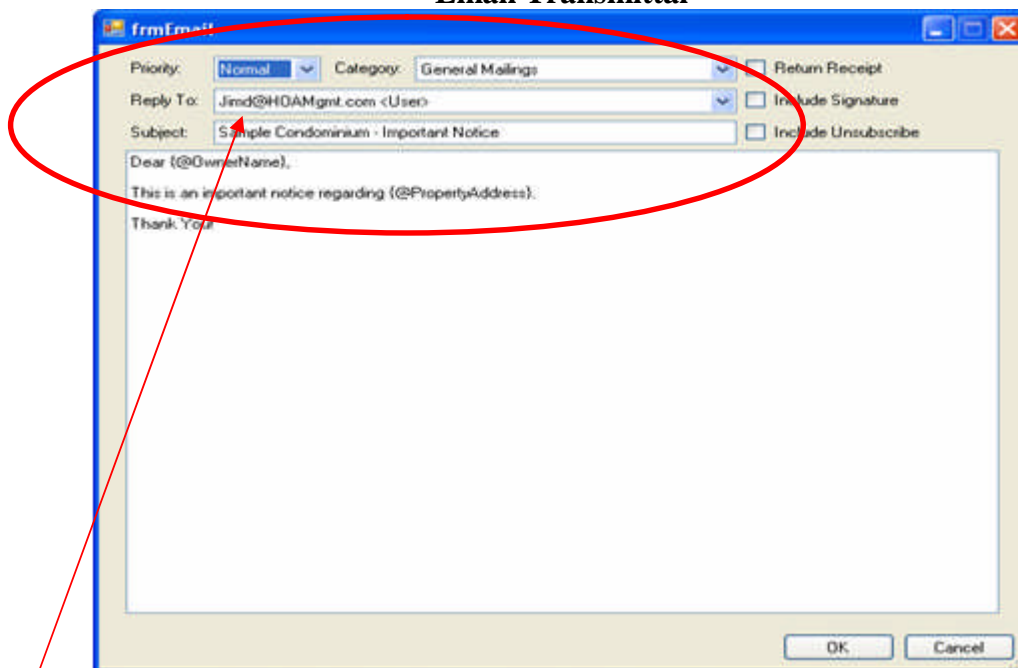 Email Transmittal
frmEmail
Priority: Normal Category: General Mailings Return Receipt
Reply To: Jimd@HOAMgmt.com <User> Include Signature
Subject: Sample Condominium - Important Notice Include Unsubscribe
Dear {@OwnerName},
This is an important notice regarding {@PropertyAddress}.
Thank You!
OK Cancel